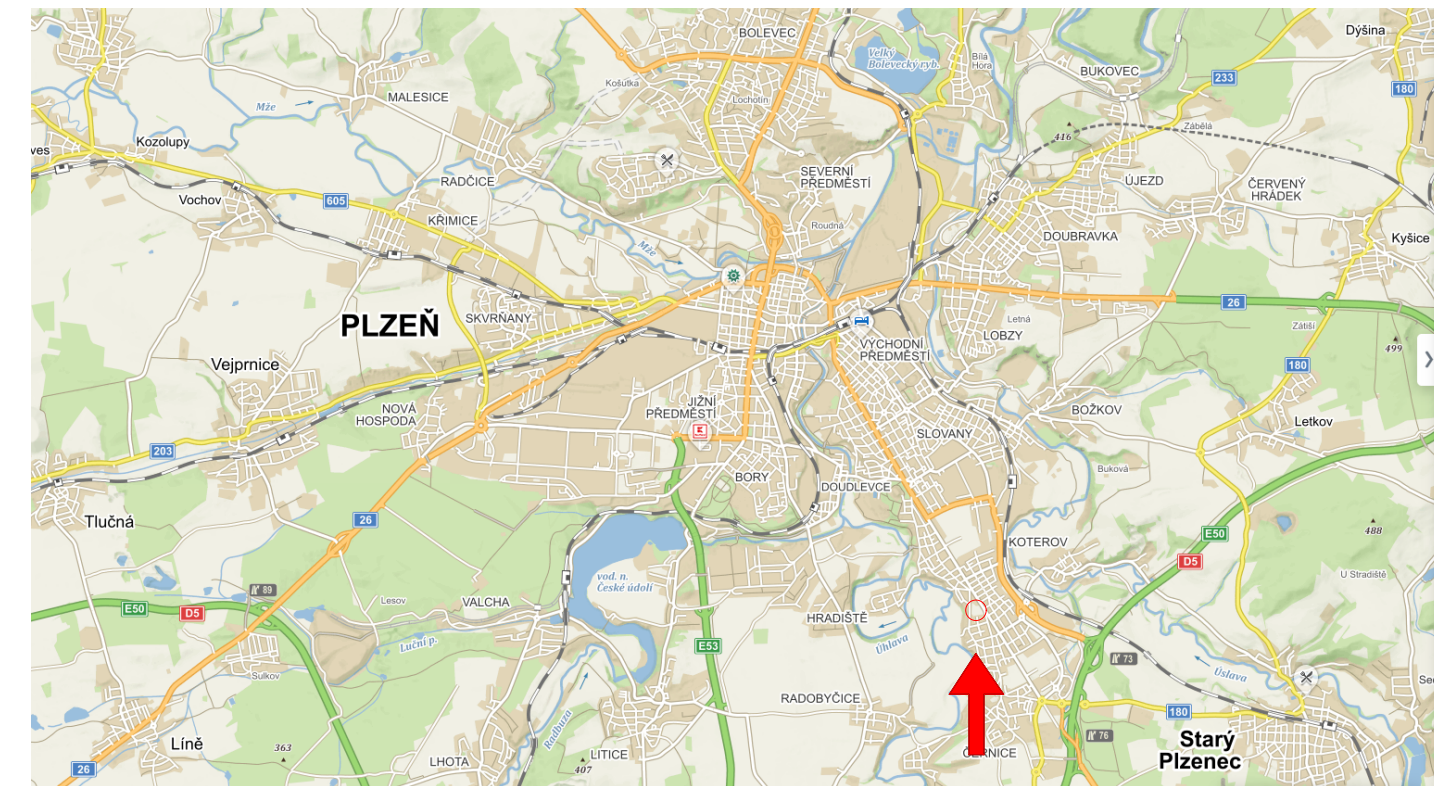 BOLEVEC
Velký
Bolevecký ryb.
Bílá
Hora
Dýšina
BUKOVEC
233
180
Košutka
MALESICE
Lochotín
Mže
416
Zábělá
Kozolupy
ves
SEVERNÍ
PŘEDMĚSTÍ
RADČICE
ÚJEZD
ČERVENÝ
HRÁDEK
Vochov
605
KŘIMICE
Roudná
DOUBRAVKA
Kyšice
Mže
26
PLZEŇ
SKVRŇANY
Letná
LOBZY
Zátiší
VÝCHODNÍ
PŘEDMĚSTÍ
499
Vejprnice
180
JIŽNÍ
PŘEDMĚSTÍ
NOVÁ
HOSPODA
BOŽKOV
Letkov
SLOVANY
203
Buková
BORY
DOUDLEVCE
Tlučná
26
488
E50
KOTEROV
D5
vod. n.
České údolí
U Stradiště
89
Lesov
VALCHA
E50
D5
HRADIŠTĚ
Úhlava
Luční p.
E53
73
Úslava
Sulkov
Sec
RADOBYČICE
180
Radbuza
76
Líně
363
Starý
Plzenec
LITICE
ČERNICE
LHOTA
407
26